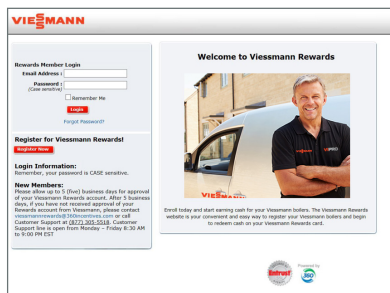 VIESMANN
Welcome to Viessmann Rewards
Rewards Member Login
Email Address :
Password :
(Case sensitive)
Remember Me
Login
Forgot Password?
Register for Viessmann Rewards!
Register Now
Login Information:
Remember, your password is CASE sensitive.
New Members:
Please allow up to 5 (five) business days for approval
of your Viessmann Rewards account. After 5 business
days, if you have not received approval of your
Rewards account from Viessmann, please contact
viessmannrewards@360incentives.com or call
Customer Support at (877) 305-5518. Customer
Support line is open from Monday - Friday 8:30 AM
to 9:00 PM EST
VIESMANN
Enroll today and start earning cash for your Viessmann boilers. The Viessmann Rewards
website is your convenient and easy way to register your Viessmann boilers and begin
to redeem cash on your Viessmann Rewards card.
Entrust
Powered by
360